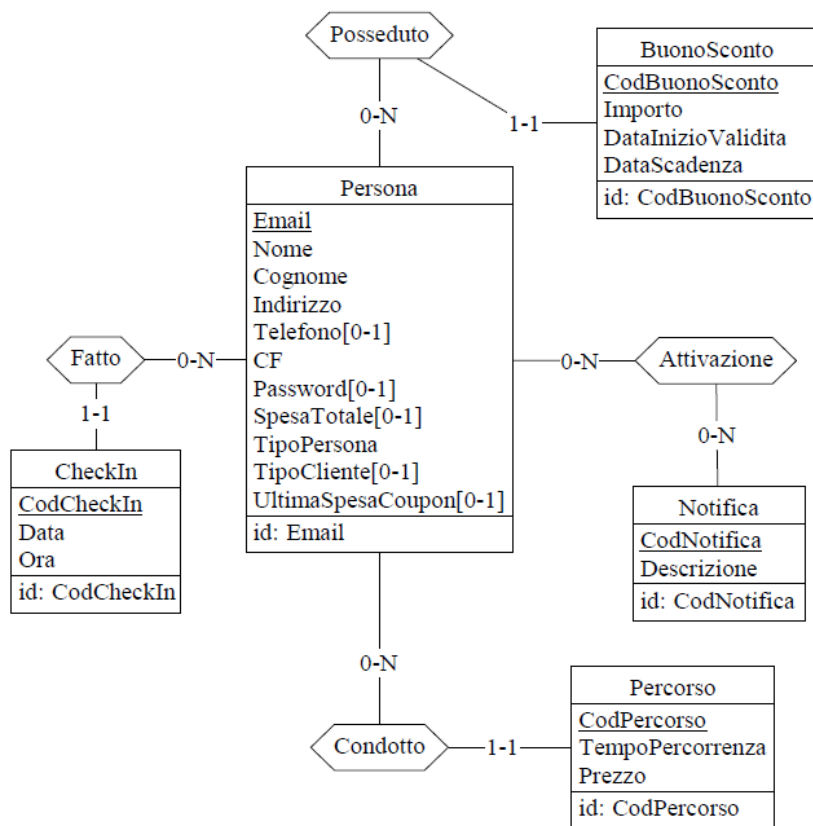 Posseduto
BuonoSconto
CodBuonoSconto
Importo
DataInizioValidita
DataScadenza
id: CodBuonoSconto
0-N
1-1
Persona
Email
Nome
Cognome
Indirizzo
Telefono[0-1]
CF
Password[0-1]
SpesaTotale[0-1]
TipoPersona
TipoCliente[0-1]
UltimaSpesaCoupon[0-1]
id: Email
Fatto
0-N
1-1
CheckIn
CodCheckIn
Data
Ora
id: CodCheckIn
0-N
Attivazione
0-N
Notifica
CodNotifica
Descrizione
id: CodNotifica
0-N
Condotto
1-1
Percorso
CodPercorso
TempoPercorrenza
Prezzo
id: CodPercorso